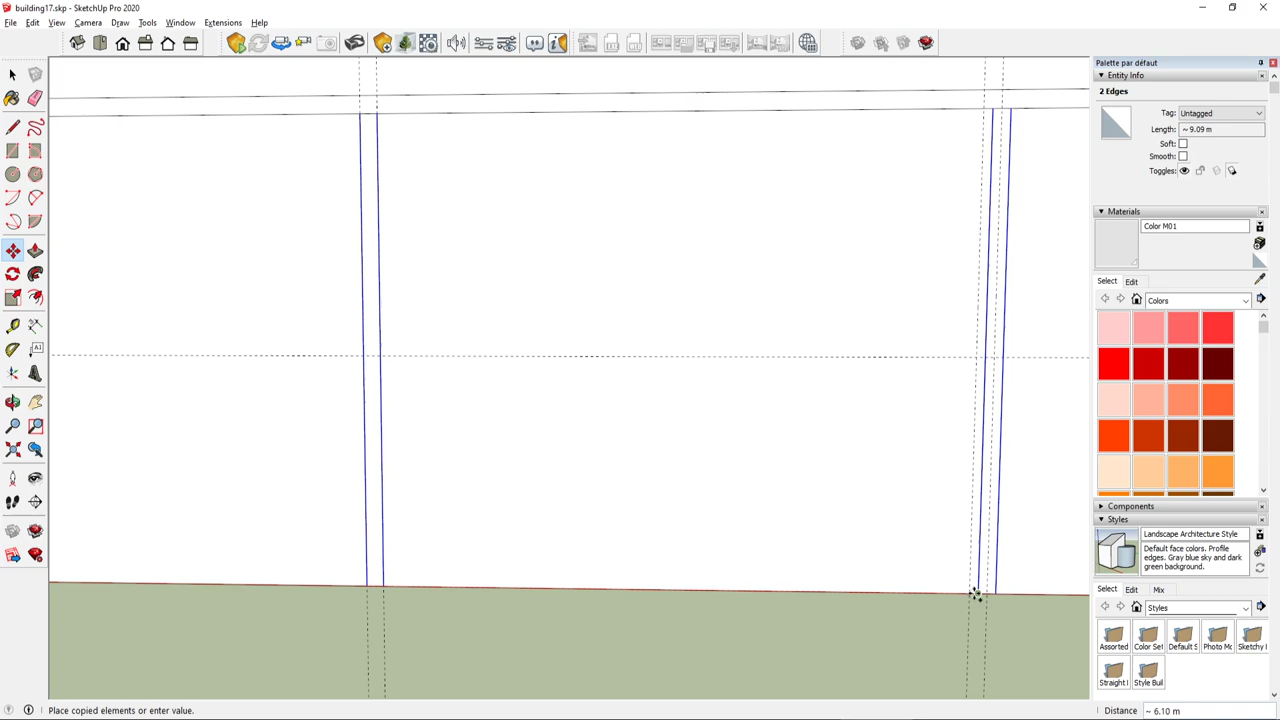 building17.skp - SketchUp Pro 2020
File Edit View Camera Draw Tools Window Extensions Help
Palette par défaut
Entity Info
2 Edges
Tag: Untagged
Length: ~ 9.09 m
Soft:
Smooth:
Toggles:
Materials
Color M01
Select Edit
Colors
Components
Styles
Landscape Architecture Style
Default face colors. Profile
edges. Gray blue sky and dark
green background.
Select Edit Mix
Styles
Assorted Color Set Default S Photo Mo Sketchy I
Straight I Style Buil
Place copied elements or enter value.
Distance ~ 6.10 m